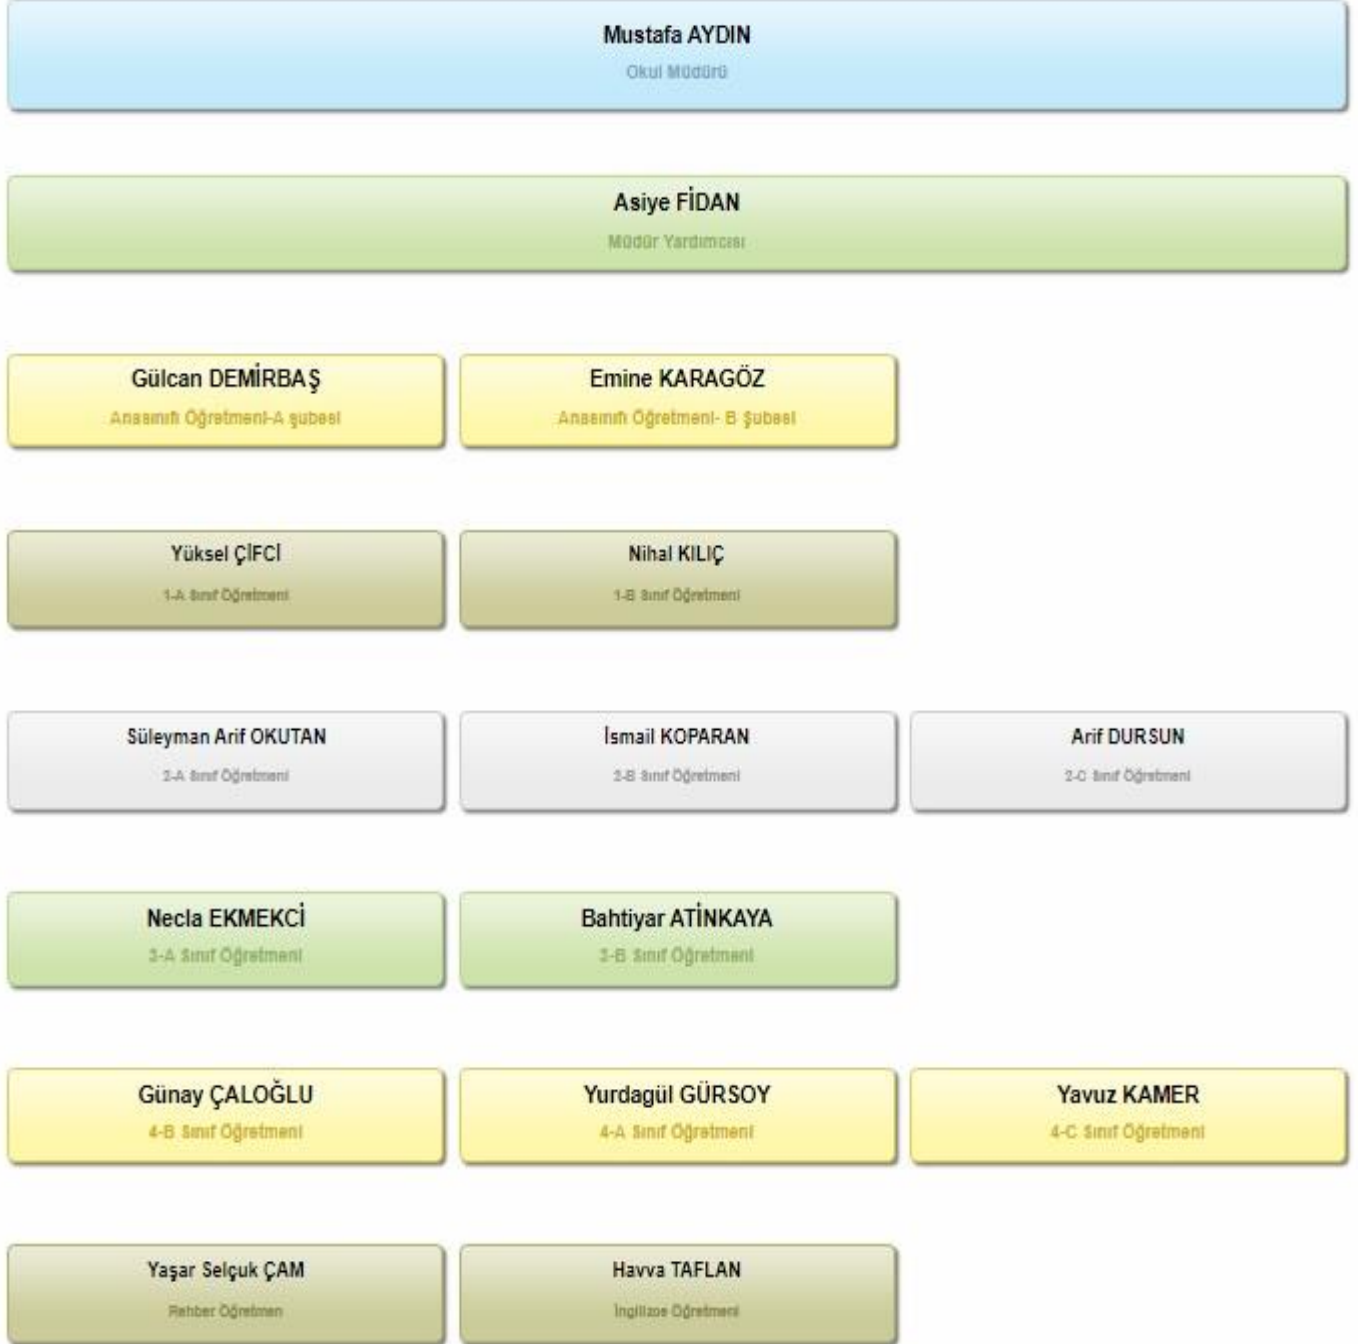 Mustafa AYDIN
Okul Müdürü
Asiye FİDAN
Müdür Yardımcısı
Gülcan DEMİRBAŞ
Anasınıfı Öğretmeni-A şubesi
Emine KARAGÖZ
Anasınıfı Öğretmeni- B Şubesi
Yüksel ÇİFCİ
1-A Sınıf Öğretmeni
Nihal KILIÇ
1-B Sınıf Öğretmeni
Süleyman Arif OKUTAN
2-A Sınıf Öğretmeni
İsmail KOPARAN
2-B Sınıf Öğretmeni
Arif DURSUN
2-C Sınıf Öğretmeni
Necla EKMEKCİ
3-A Sınıf Öğretmeni
Bahtiyar ATİNKAYA
3-B Sınıf Öğretmeni
Günay ÇALOĞLU
4-B Sınıf Öğretmeni
Yurdagül GÜRSOY
4-A Sınıf Öğretmeni
Yavuz KAMER
4-C Sınıf Öğretmeni
Yaşar Selçuk ÇAM
Rehber Öğretmen
Havva TAFLAN
İngilizce Öğretmeni